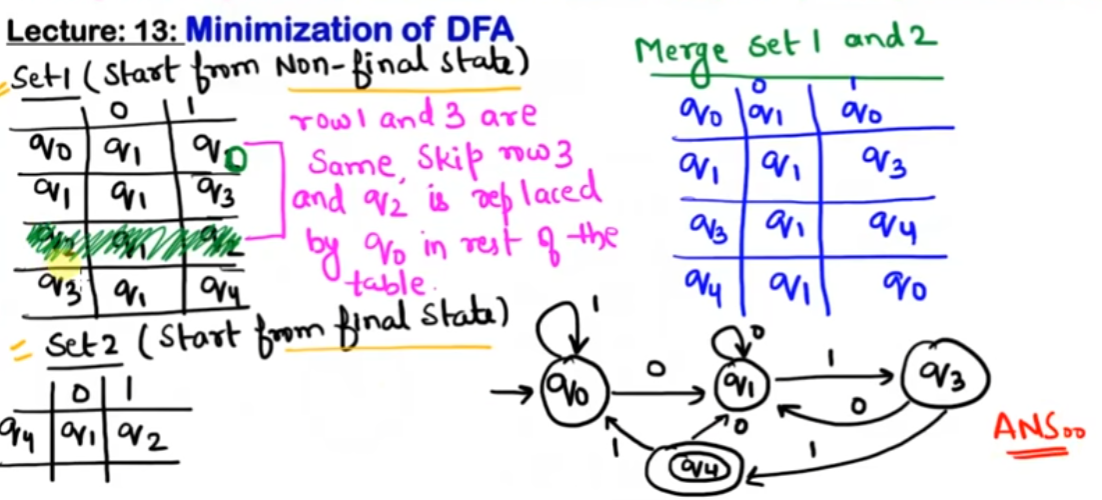 Lecture: 13: Minimization of DFA
Set1 (Start from Non-final state)
0 1
q0 q1 q0
q1 q1 q3
q1
q3 q1 q4
row1 and 3 are
Same, Skip row3
and q2 is replaced
by q0 in rest of the
table.
= Set2 (Start from final state)
0 1
q4 q1 q2
Merge Set1 and 2
0 1
q0 q1 q0
q1 q1 q3
q3 q1 q4
q4 q1 q0
1 0
q0 0 q1 1 q3
0
1 0 1
q4
ANS